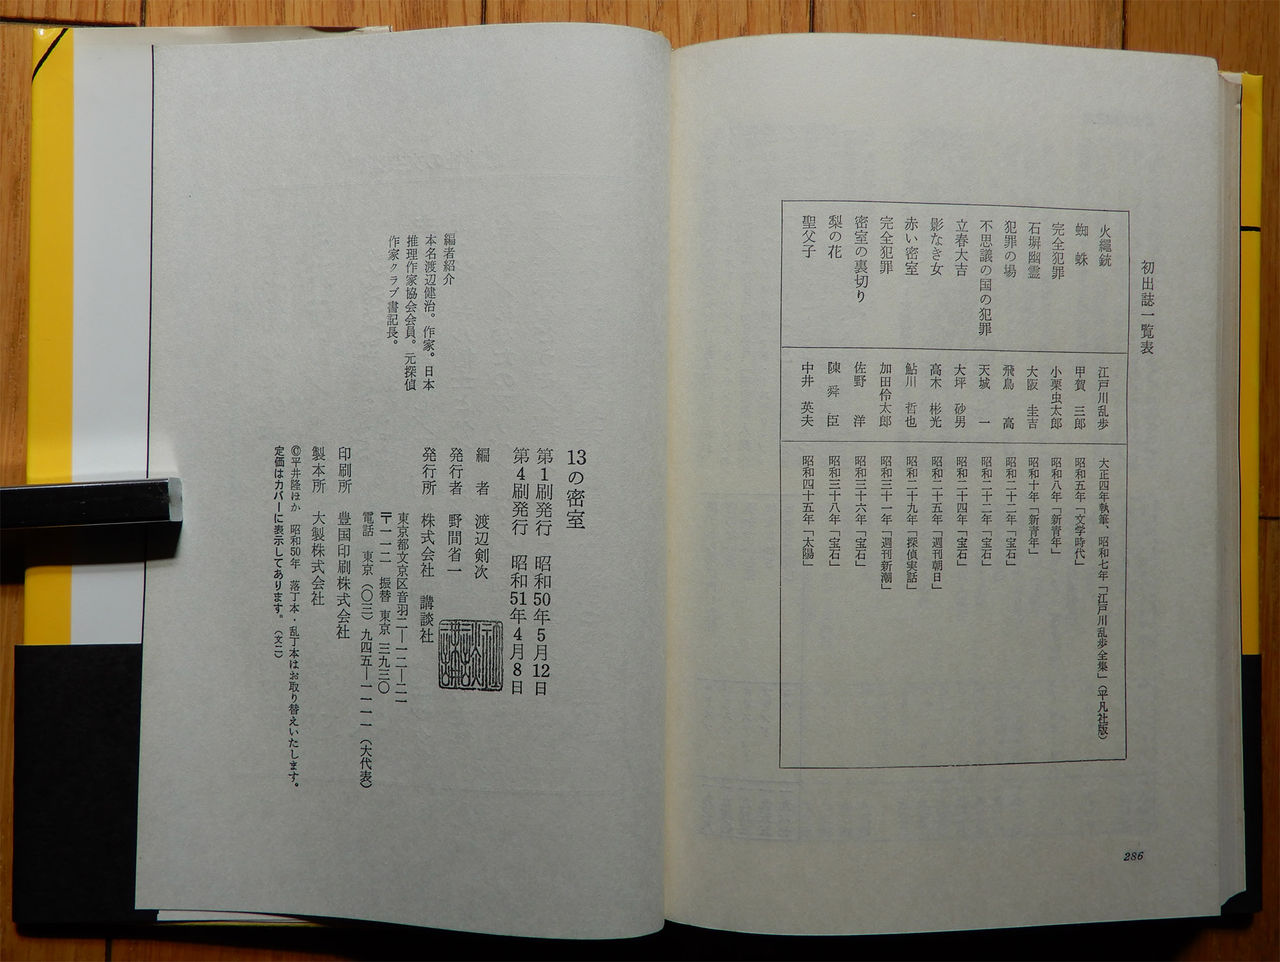 初出誌一覧表
火繩銃 江戸川乱歩 大正四年執筆、昭和七年「江戸川乱歩全集」（平凡社版）
蜘蛛 甲賀三郎 昭和五年「文学時代」
完全犯罪 小栗虫太郎 昭和八年「新青年」
石塀幽霊 大阪圭吉 昭和十年「新青年」
犯罪の場 飛鳥高 昭和二十二年「宝石」
不思議の国の犯罪 天城一 昭和二十二年「宝石」
立春大吉 大坪砂男 昭和二十四年「宝石」
影なき女 高木彬光 昭和二十五年「週刊朝日」
赤い密室 鮎川哲也 昭和二十九年「探偵実話」
完全犯罪 加田伶太郎 昭和三十一年「週刊新潮」
密室の裏切り 佐野洋 昭和三十六年「宝石」
梨の花 陳舜臣 昭和三十八年「宝石」
聖父子 中井英夫 昭和四十五年「太陽」
286
編者紹介
本名渡辺健治。作家。日本
推理作家協会会員。元探偵
作家クラブ書記長。
13の密室
第1刷発行 昭和50年5月12日
第4刷発行 昭和51年4月8日
編者 渡辺剣次
発行者 野間省一
発行所 株式会社 講談社
東京都文京区音羽二—一二—二一
〒一一二 振替 東京 三九三〇
電話 東京（〇三）九四五—一一一一（大代表）
印刷所 豊国印刷株式会社
製本所 大製株式会社
©平井隆ほか 昭和50年 落丁本・乱丁本はお取り替えいたします。
定価はカバーに表示してあります。（文二）